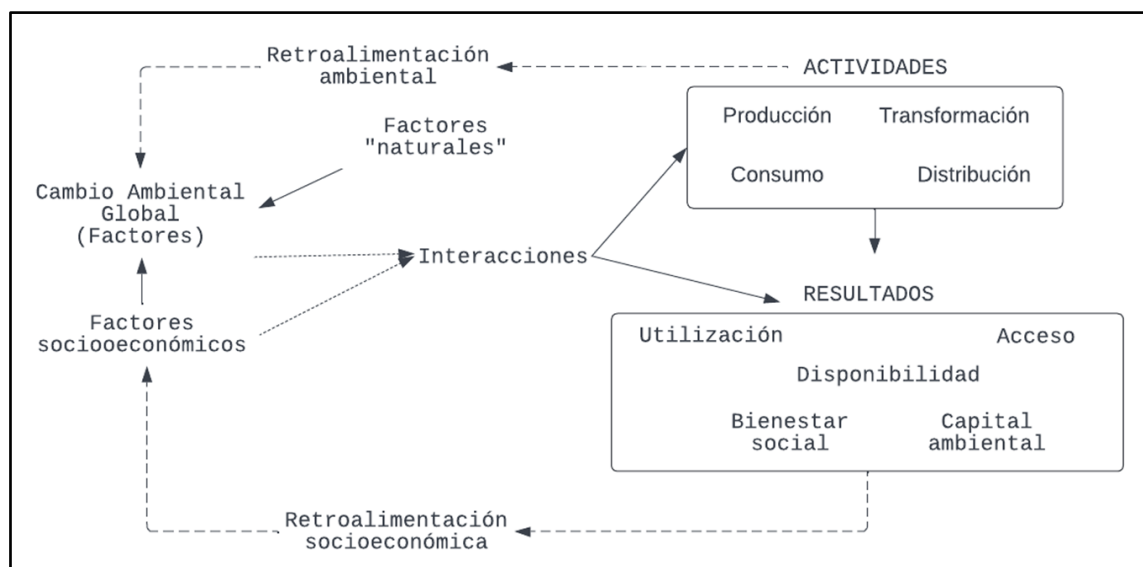 Retroalimentación
ambiental
ACTIVIDADES
Producción Transformación
Consumo Distribución
Factores
"naturales"
Cambio Ambiental
Global
(Factores)
Interacciones
Factores
sociooeconómicos
RESULTADOS
Utilización Acceso
Disponibilidad
Bienestar
social
Capital
ambiental
Retroalimentación
socioeconómica